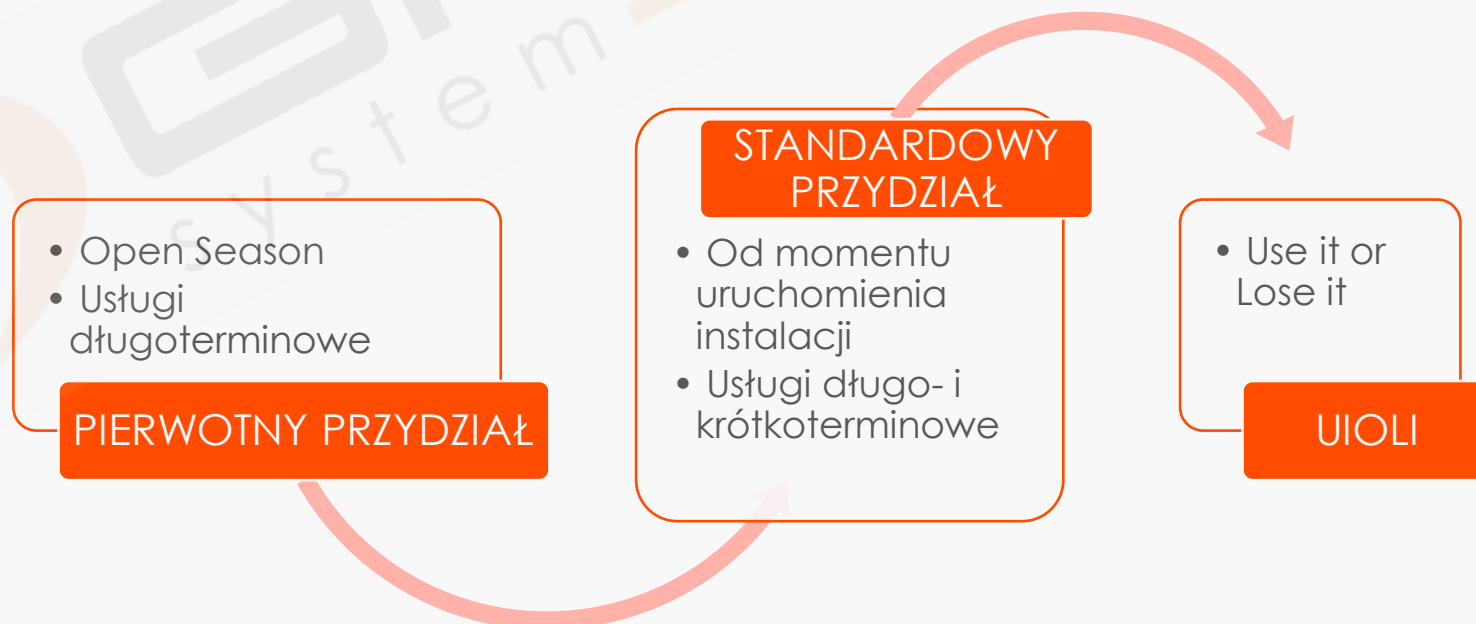 system
• Open Season
• Usługi
długoterminowe
PIERWOTNY PRZYDZIAŁ
STANDARDOWY
PRZYDZIAŁ
• Od momentu
uruchomienia
instalacji
• Usługi długo- i
krótkoterminowe
• Use it or
Lose it
UIOLI